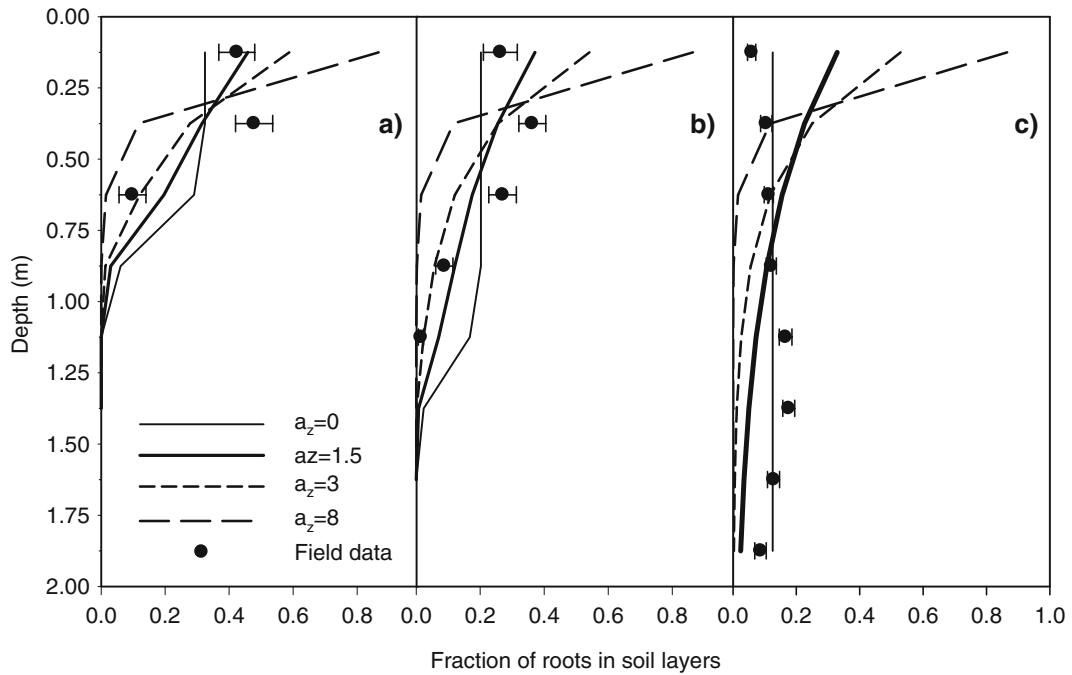 0.00
0.25
0.50
0.75
1.00
1.25
1.50
1.75
2.00
Depth (m)
a)
b)
c)
a_z=0
az=1.5
a_z=3
a_z=8
Field data
0.0 0.2 0.4 0.6 0.8 0.0 0.2 0.4 0.6 0.8 0.0 0.2 0.4 0.6 0.8 1.0
Fraction of roots in soil layers